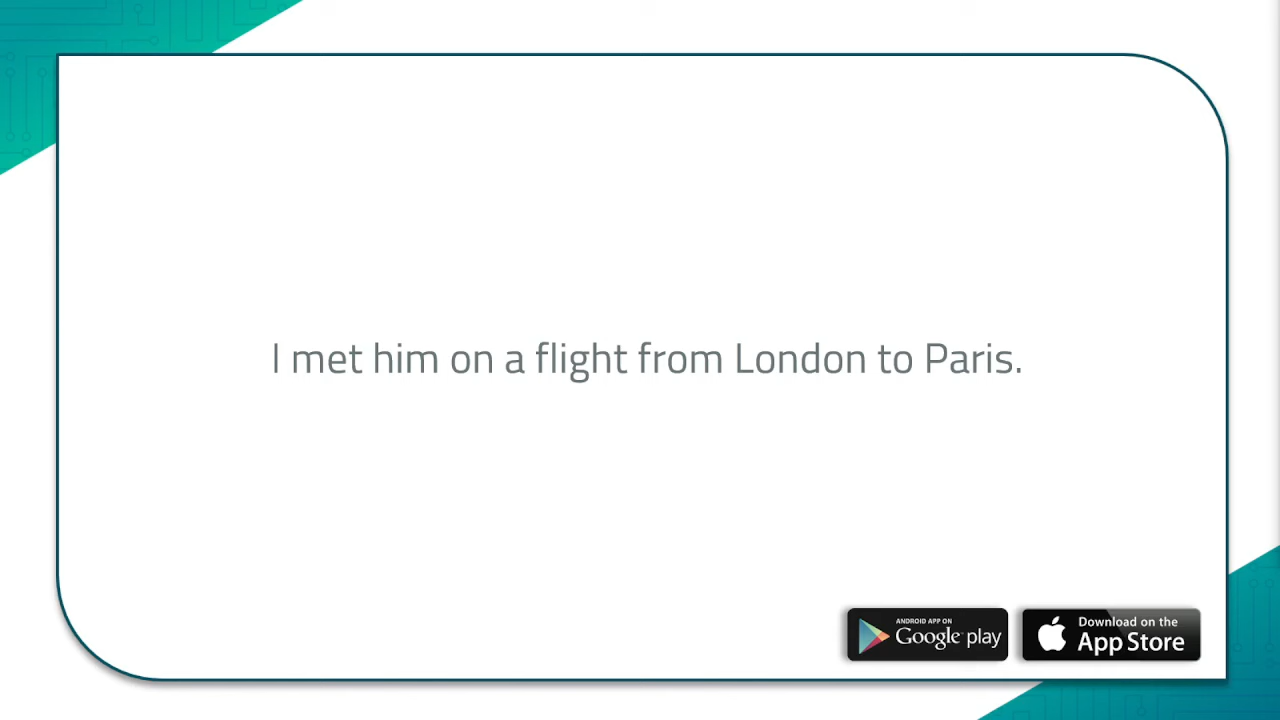 I met him on a flight from London to Paris.
ANDROID APP ON
Google play
Download on the
App Store